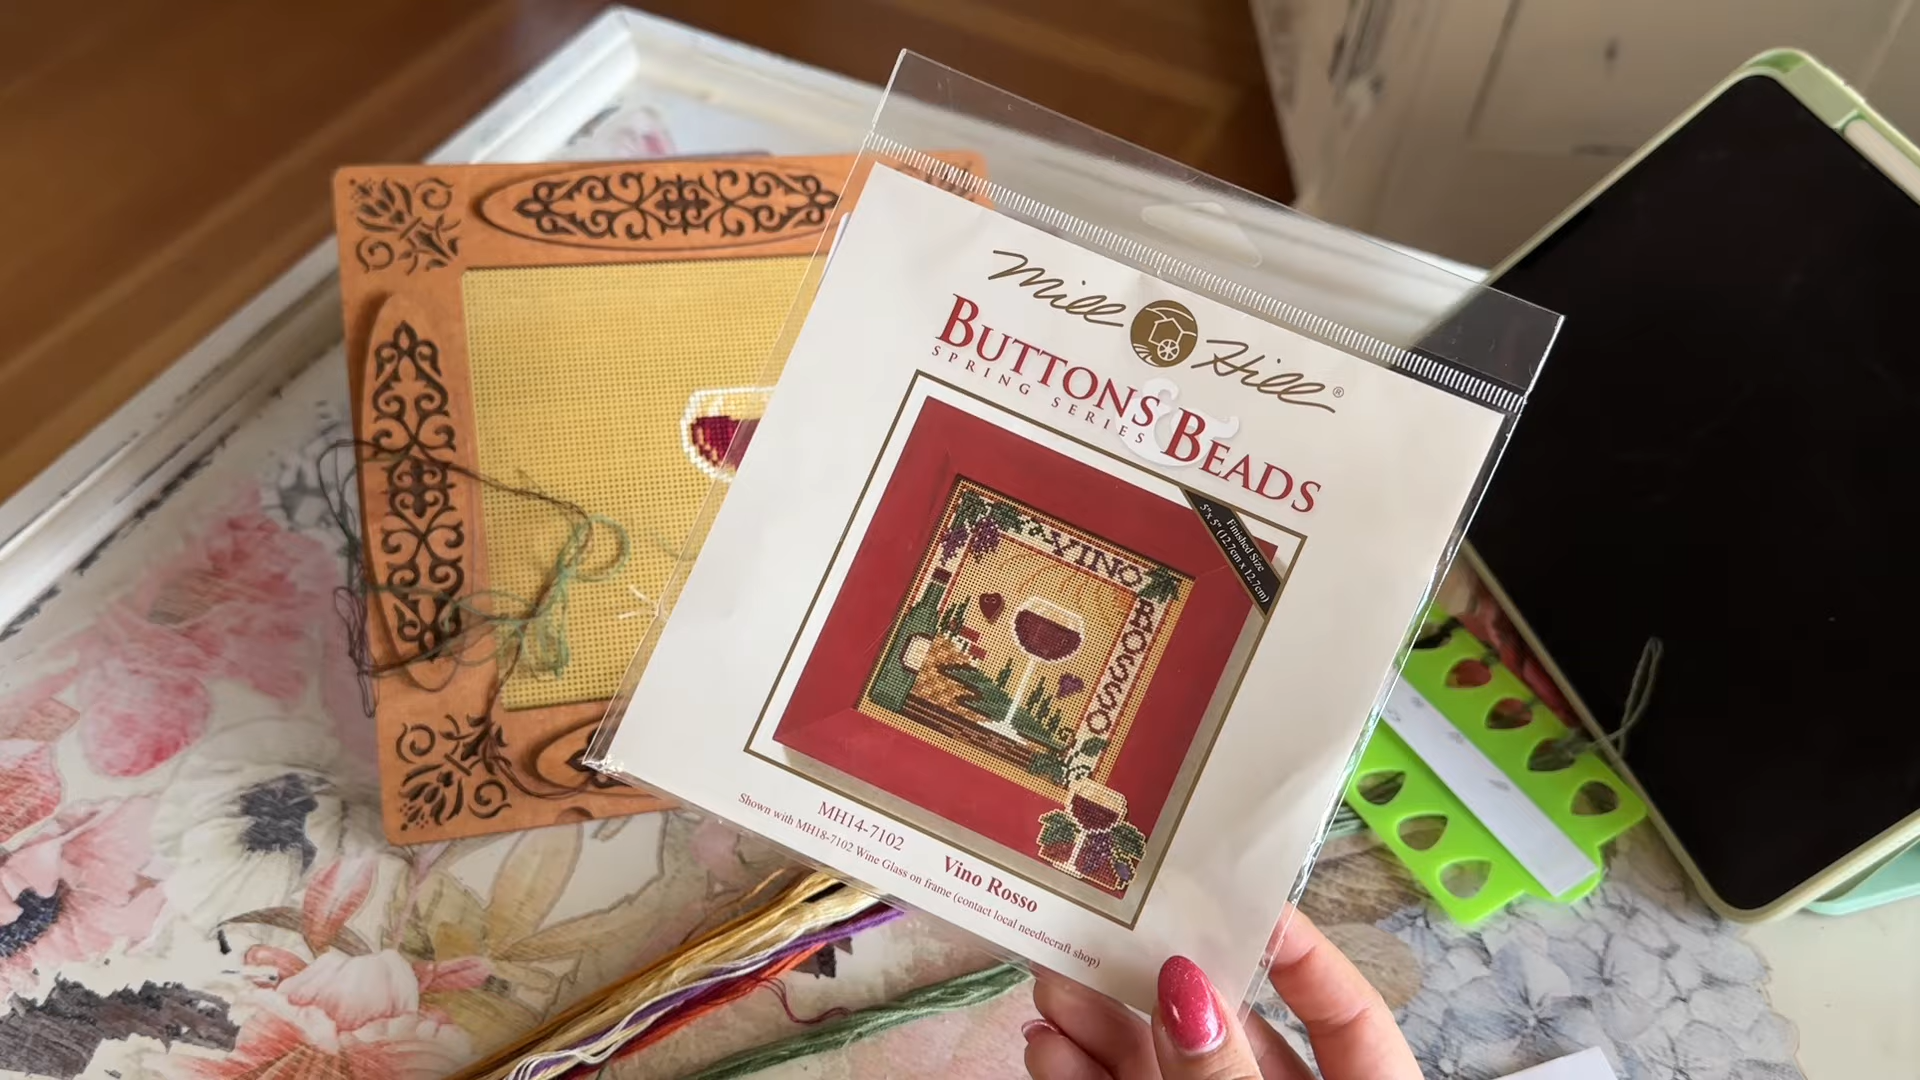 Mill Hill®
BUTTONS & BEADS
SPRING SERIES
Finished Size
5" x 5" (12.7cm x 12.7cm)
VINO
ROSSO
MH14-7102
Vino Rosso
Shown with MH18-7102 Wine Glass on frame (contact local needlecraft shop)